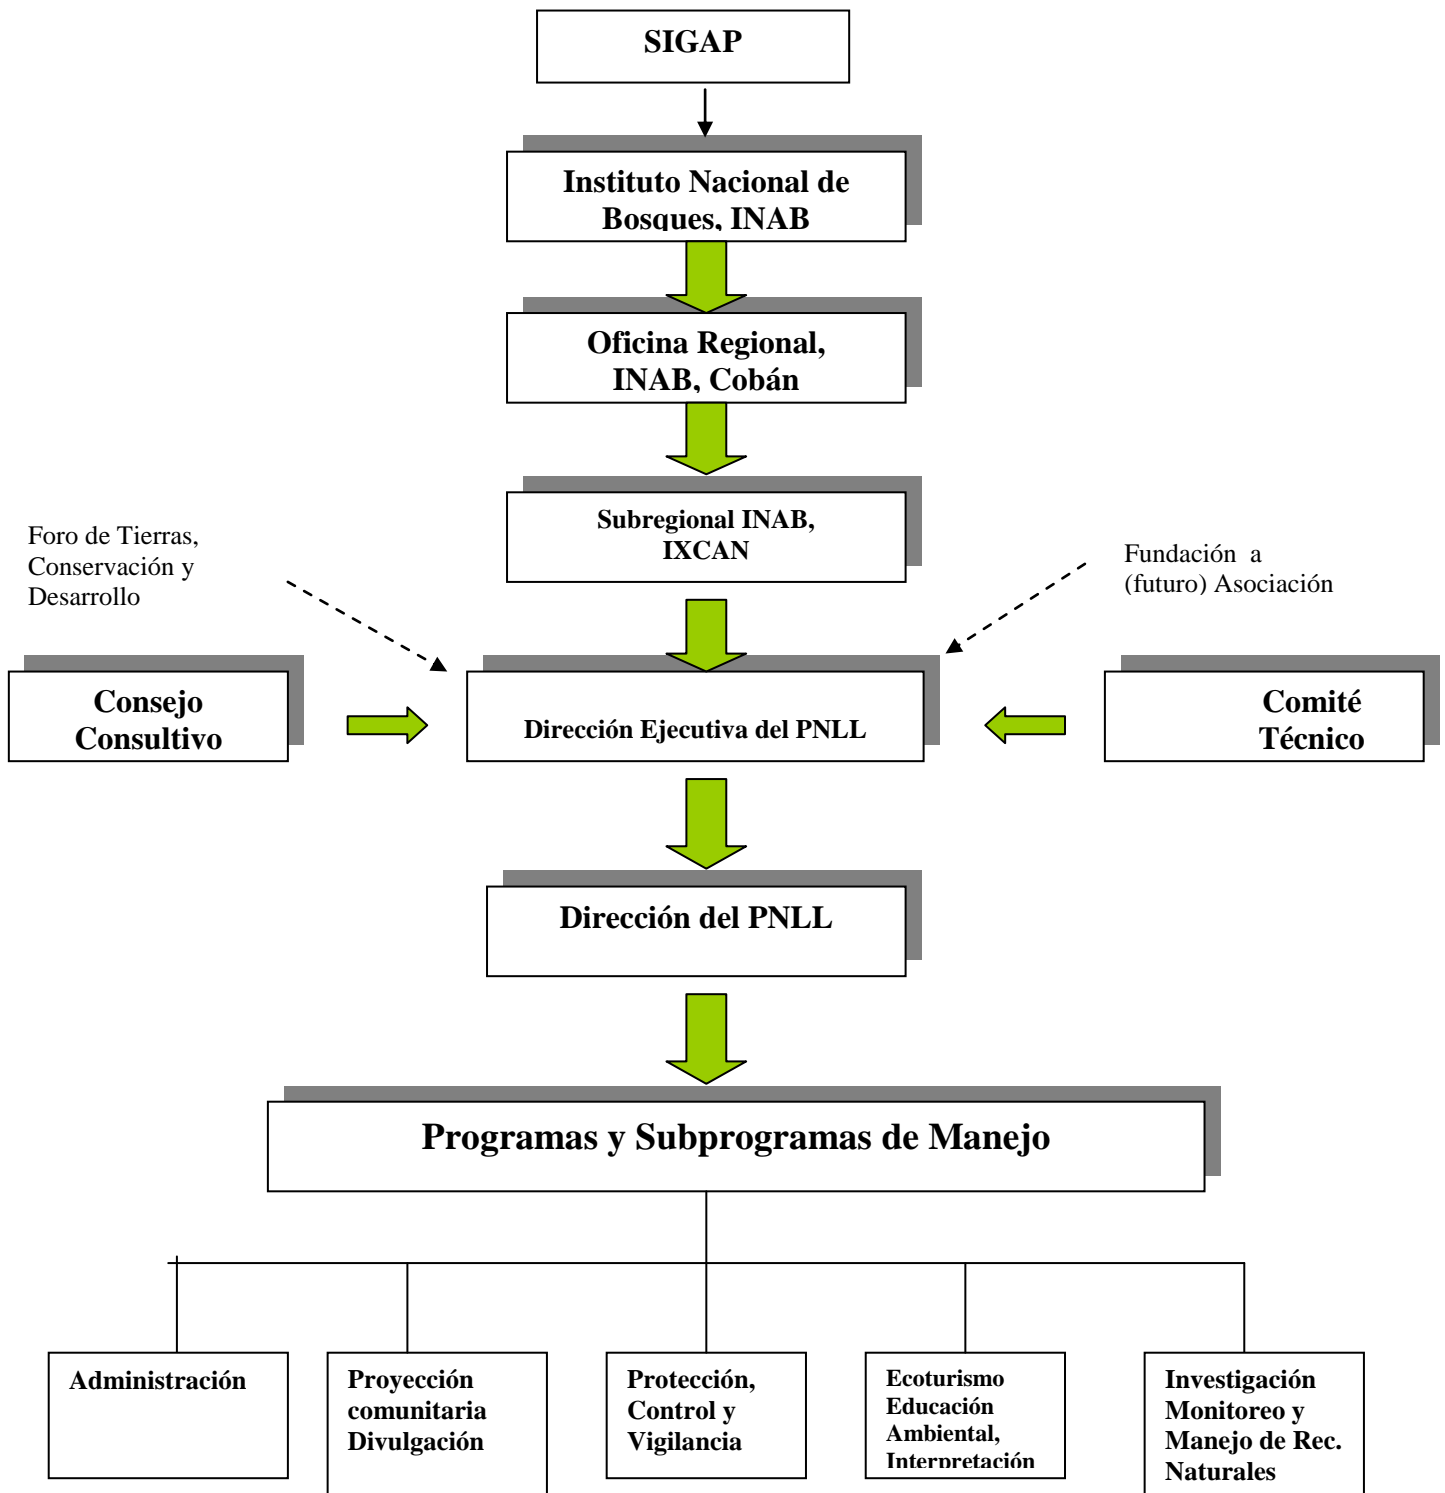 SIGAP
Instituto Nacional de
Bosques, INAB
Oficina Regional,
INAB, Cobán
Subregional INAB,
IXCAN
Foro de Tierras,
Conservación y
Desarrollo
Fundación a
(futuro) Asociación
Consejo
Consultivo
Dirección Ejecutiva del PNLL
Comité
Técnico
Dirección del PNLL
Programas y Subprogramas de Manejo
Administración
Proyección
comunitaria
Divulgación
Protección,
Control y
Vigilancia
Ecoturismo
Educación
Ambiental,
Interpretación
Investigación
Monitoreo y
Manejo de Rec.
Naturales